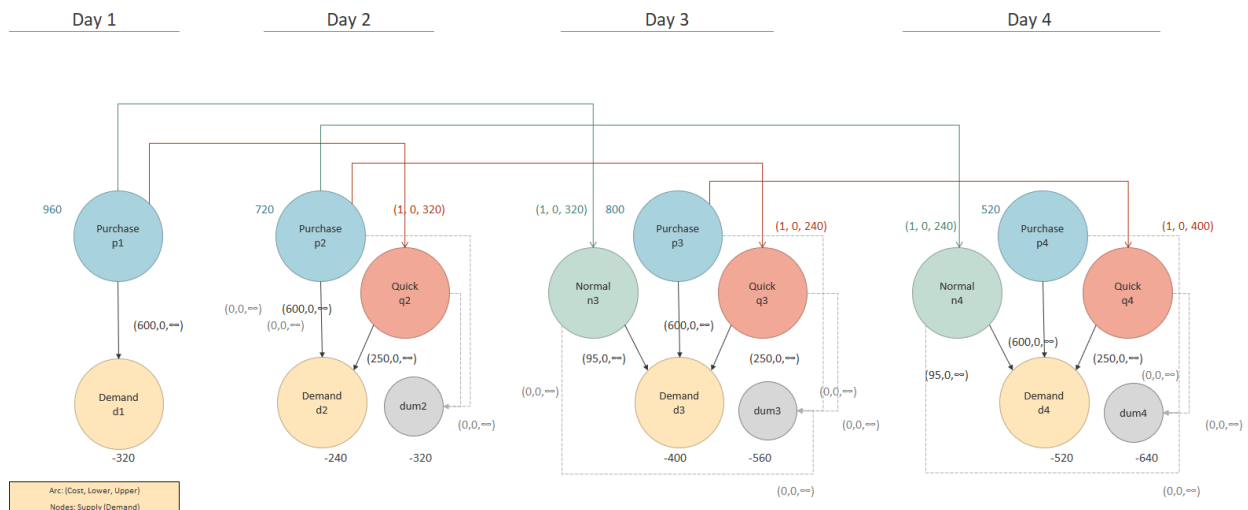 Day 1
Day 2
Day 3
Day 4
960
Purchase
p1
720
Purchase
p2
(1, 0, 320)
(1, 0, 320)
800
Purchase
p3
(1, 0, 240)
(1, 0, 240)
520
Purchase
p4
(1, 0, 400)
Quick
q2
Normal
n3
Quick
q3
Normal
n4
Quick
q4
(600,0,∞)
(0,0,∞)
(600,0,∞)
(0,0,∞)
(250,0,∞)
(600,0,∞)
(95,0,∞)
(250,0,∞)
(600,0,∞)
(95,0,∞)
(250,0,∞)
(0,0,∞)
(0,0,∞)
(0,0,∞)
Demand
d1
Demand
d2
dum2
(0,0,∞)
Demand
d3
dum3
(0,0,∞)
Demand
d4
dum4
(0,0,∞)
-320
-240
-320
-400
-560
-520
-640
(0,0,∞)
(0,0,∞)
Arc: (Cost, Lower, Upper)
Nodes: Supply (Demand)